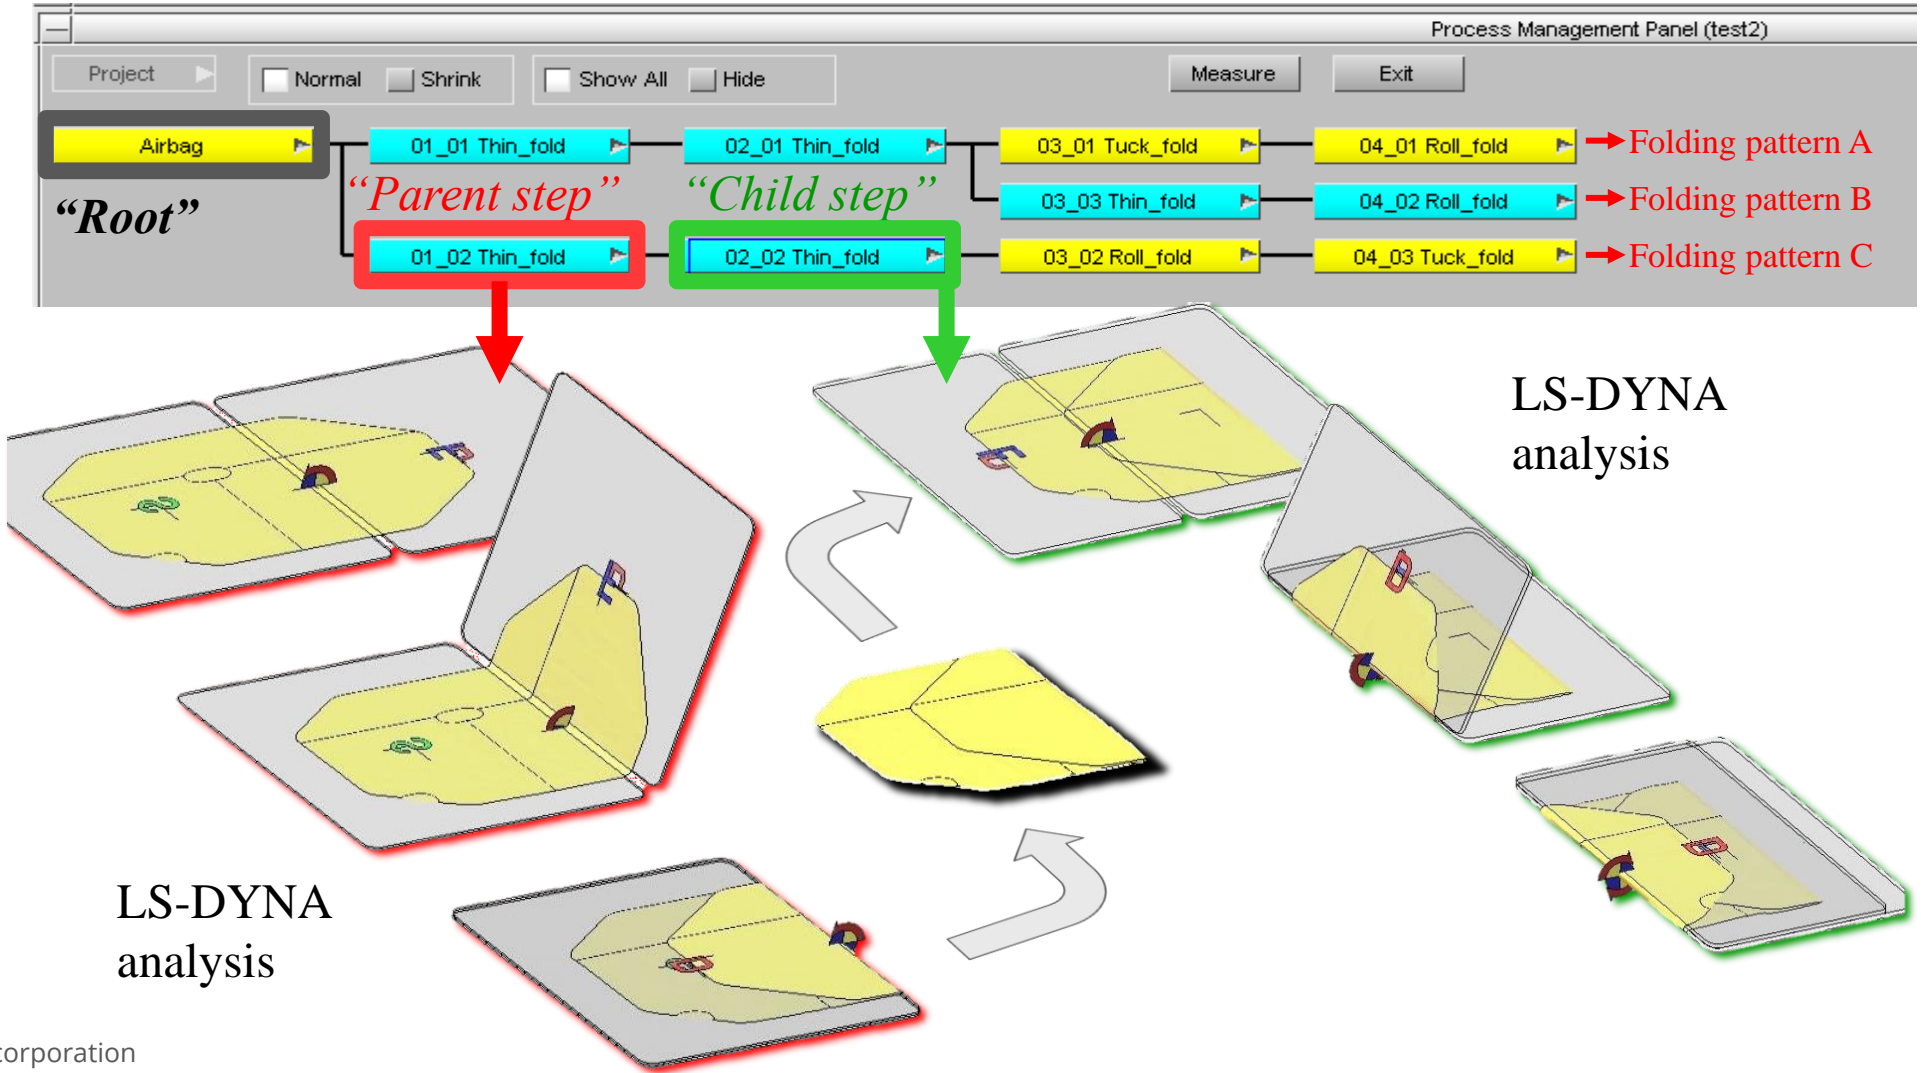 Process Management Panel (test2)
Project
Normal
Shrink
Show All
Hide
Measure
Exit
Airbag
01_01 Thin_fold
02_01 Thin_fold
03_01 Tuck_fold
04_01 Roll_fold
Folding pattern A
“Root”
“Parent step”
“Child step”
03_03 Thin_fold
04_02 Roll_fold
Folding pattern B
01_02 Thin_fold
02_02 Thin_fold
03_02 Roll_fold
04_03 Tuck_fold
Folding pattern C
LS-DYNA
analysis
LS-DYNA
analysis
corporation